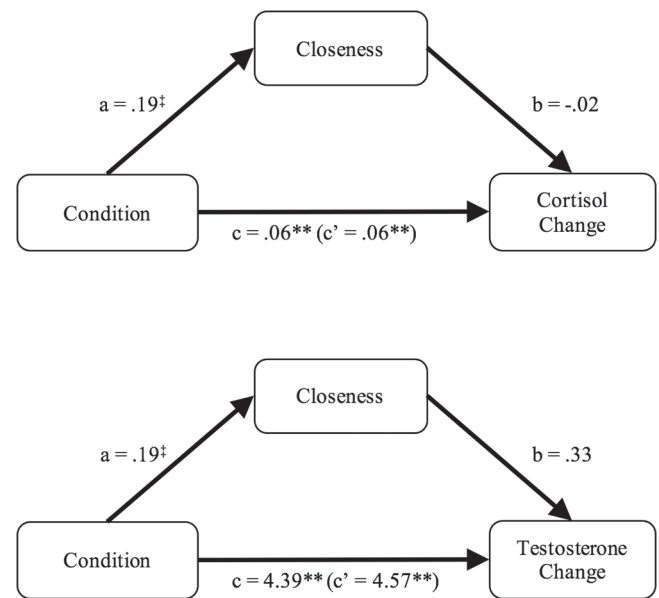 Closeness
a = .19‡
b = -.02
Condition
Cortisol
Change
c = .06** (c’ = .06**)
Closeness
a = .19‡
b = .33
Condition
Testosterone
Change
c = 4.39** (c’ = 4.57**)